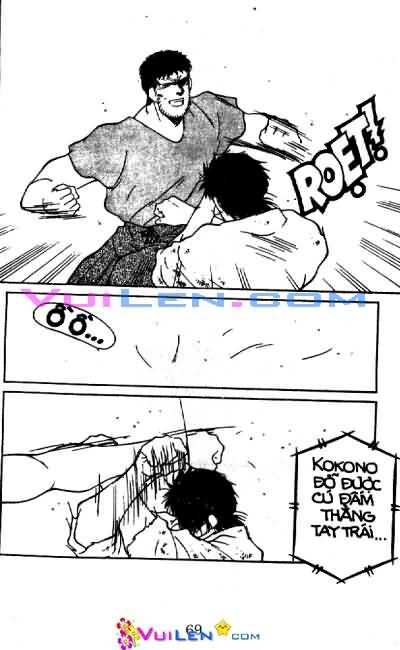 ROẸT!
VUILEN.COM
Ồ Ồ...
KOKONO
ĐỠ ĐƯỢC
CÚ ĐẤM
THẲNG
TAY TRÁI...
69
VUILEN.COM